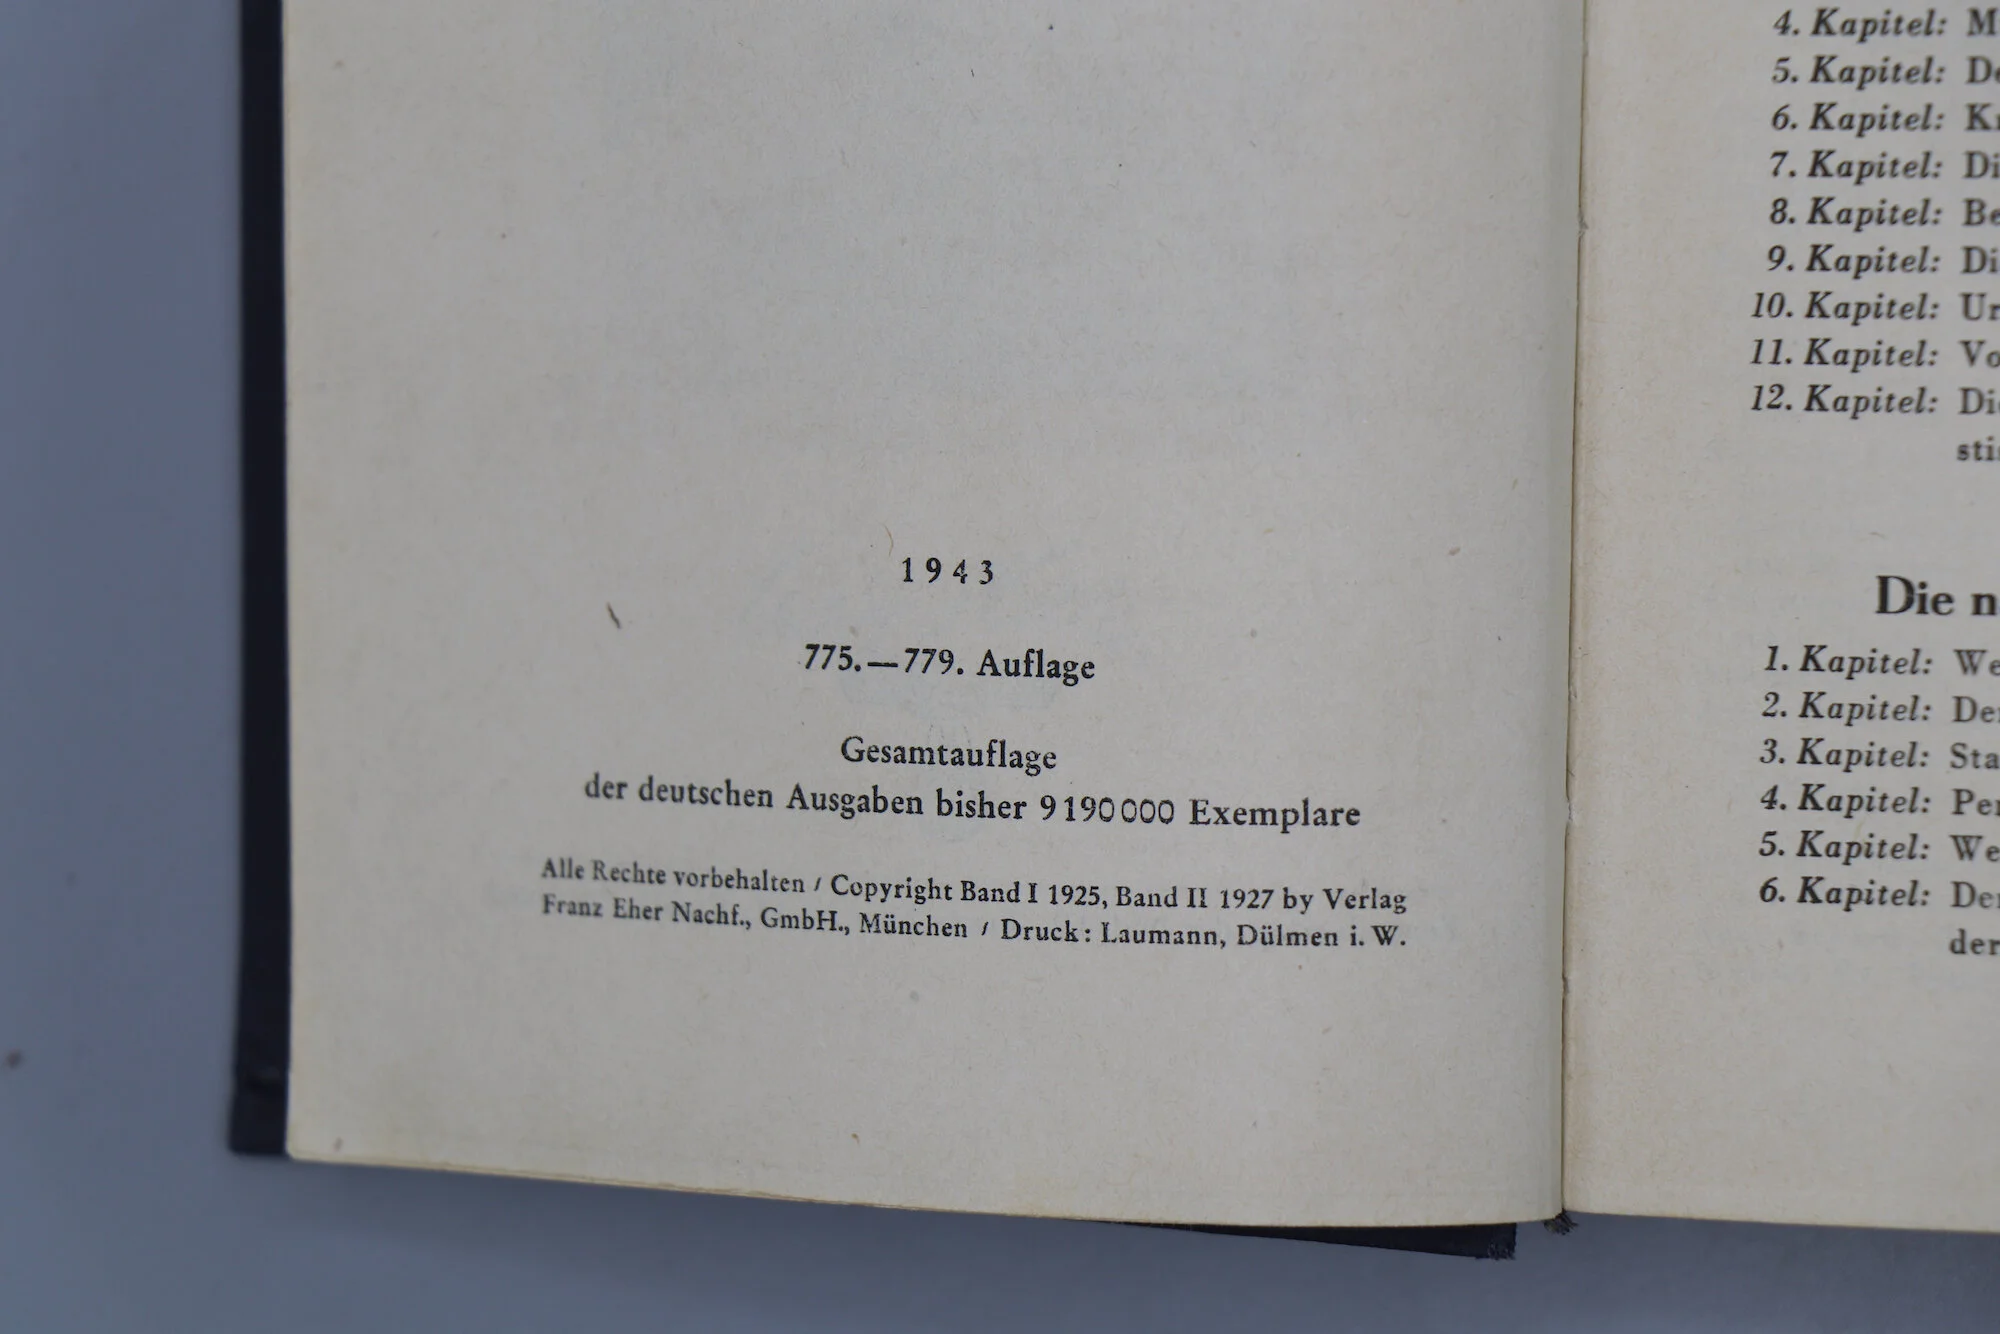 1943
775.—779. Auflage
Gesamtauflage
der deutschen Ausgaben bisher 9190000 Exemplare
Alle Rechte vorbehalten / Copyright Band I 1925, Band II 1927 by Verlag
Franz Eher Nachf., GmbH., München / Druck: Laumann, Dülmen i. W.
4. Kapitel:
5. Kapitel:
6. Kapitel:
7. Kapitel:
8. Kapitel:
9. Kapitel:
10. Kapitel:
11. Kapitel:
12. Kapitel:
Die
1. Kapitel:
2. Kapitel:
3. Kapitel:
4. Kapitel:
5. Kapitel:
6. Kapitel: